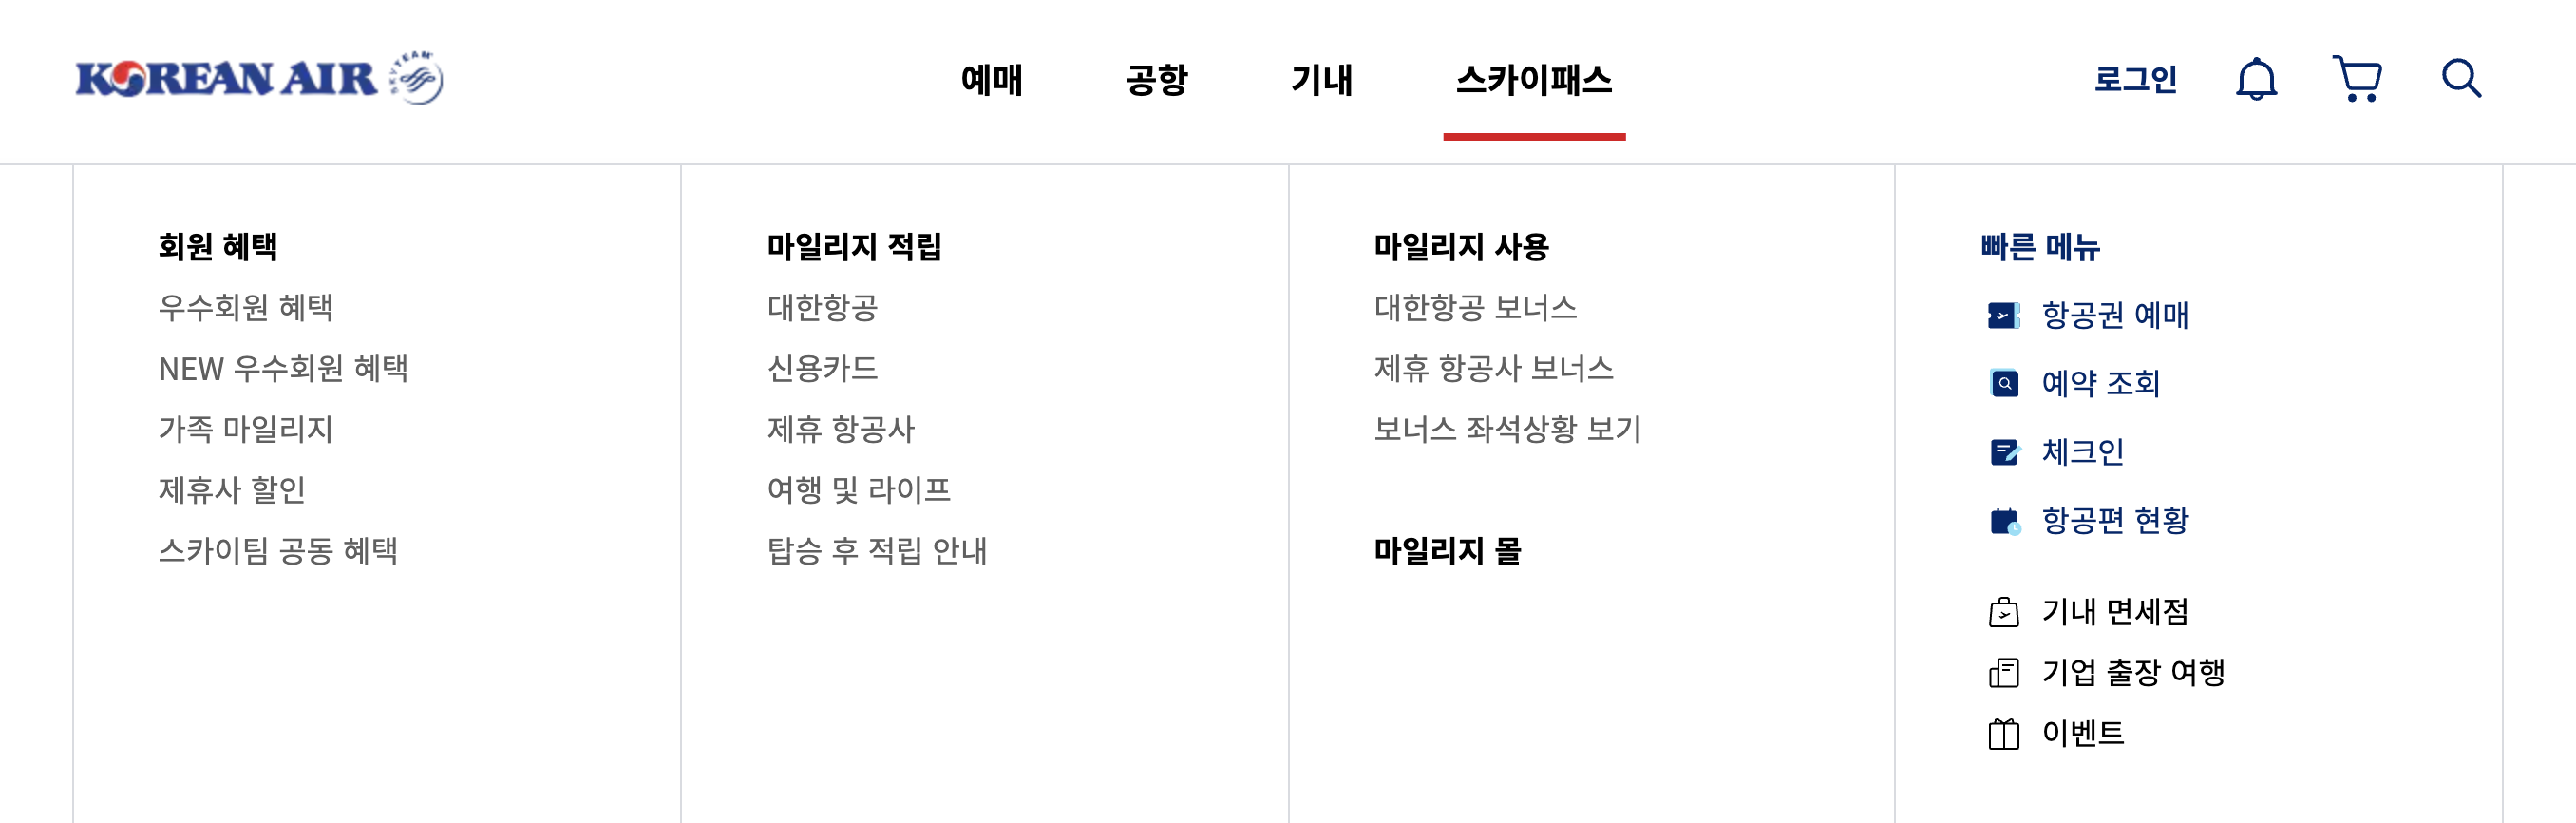 KOREAN AIR SKYTEAM
예매 공항 기내 스카이패스
로그인
회원 혜택
우수회원 혜택
NEW 우수회원 혜택
가족 마일리지
제휴사 할인
스카이팀 공동 혜택
마일리지 적립
대한항공
신용카드
제휴 항공사
여행 및 라이프
탑승 후 적립 안내
마일리지 사용
대한항공 보너스
제휴 항공사 보너스
보너스 좌석상황 보기
마일리지 몰
빠른 메뉴
항공권 예매
예약 조회
체크인
항공편 현황
기내 면세점
기업 출장 여행
이벤트